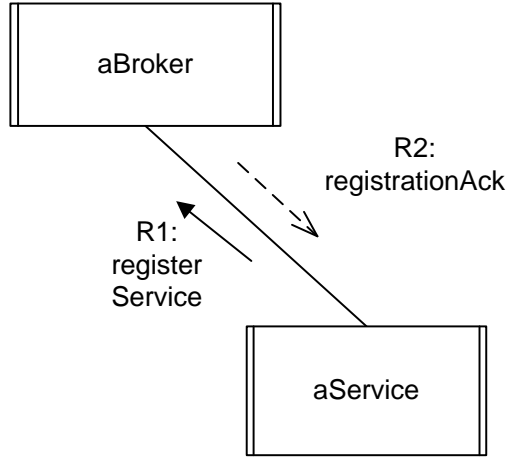 aBroker
R2:
registrationAck
R1:
register
Service
aService